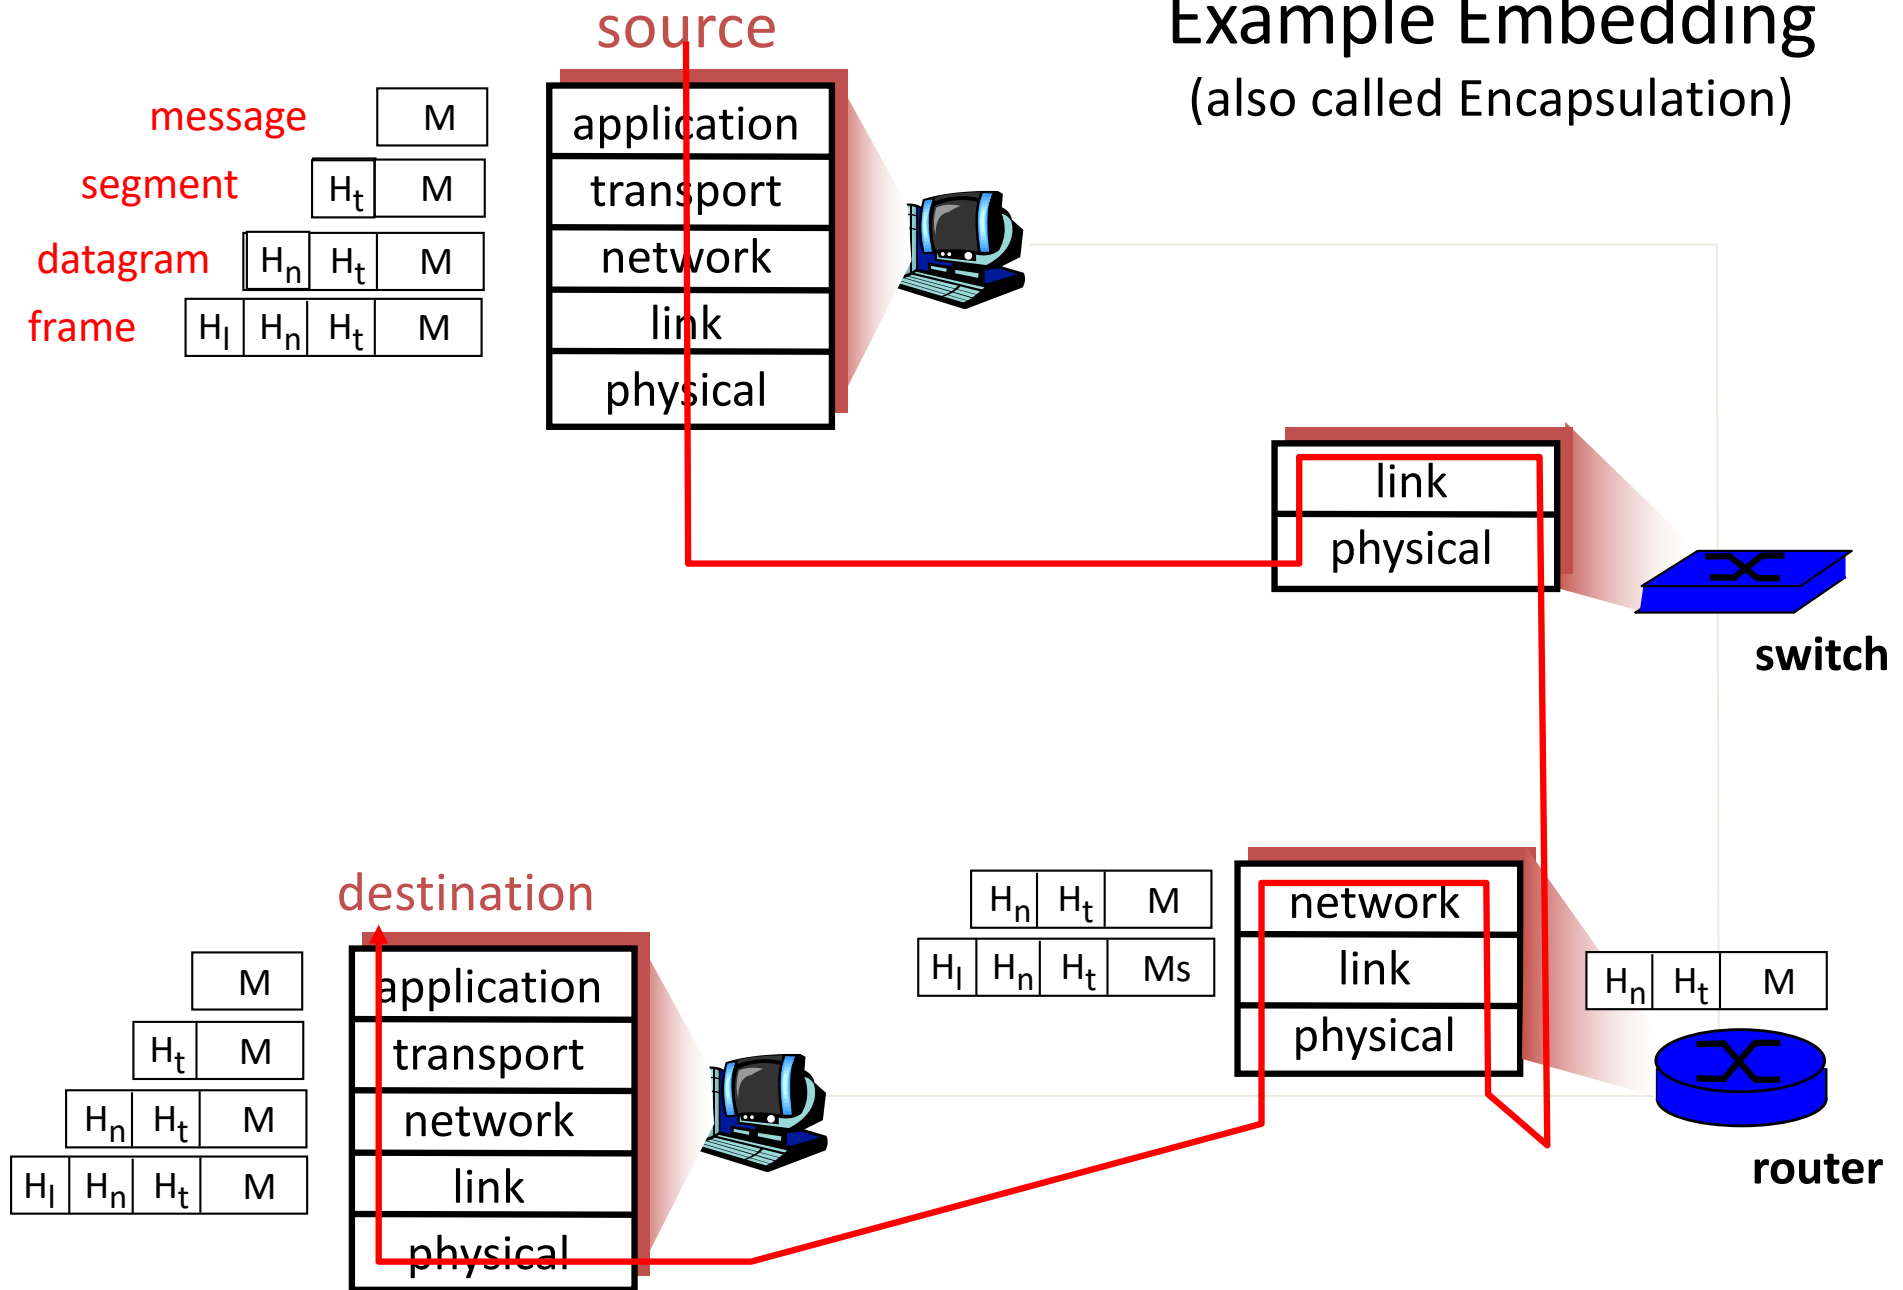 source
Example Embedding
(also called Encapsulation)
message M
segment Ht M
datagram Hn Ht M
frame Hl Hn Ht M
application
transport
network
link
physical
link
physical
switch
destination
M
Ht M
Hn Ht M
Hl Hn Ht M
application
transport
network
link
physical
Hn Ht M
Hl Hn Ht Ms
network
link
physical
Hn Ht M
router